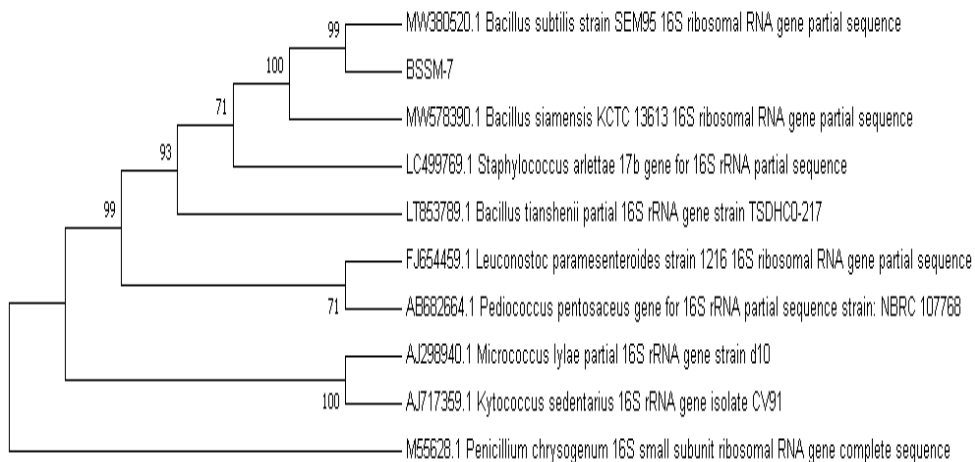 MW380520.1 Bacillus subtilis strain SEM95 16S ribosomal RNA gene partial sequence
99
BSSM-7
100
MW578390.1 Bacillus siamensis KCTC 13613 16S ribosomal RNA gene partial sequence
71
LC499769.1 Staphylococcus arlettae 17b gene for 16S rRNA partial sequence
93
LT853789.1 Bacillus tianshenii partial 16S rRNA gene strain TSDHC0-217
99
FJ654459.1 Leuconostoc paramesenteroides strain 1216 16S ribosomal RNA gene partial sequence
71
AB682664.1 Pediococcus pentosaceus gene for 16S rRNA partial sequence strain: NBRC 107768
AJ298940.1 Micrococcus lylae partial 16S rRNA gene strain d10
100
AJ717359.1 Kytococcus sedentarius 16S rRNA gene isolate CV91
M55628.1 Penicillium chrysogenum 16S small subunit ribosomal RNA gene complete sequence